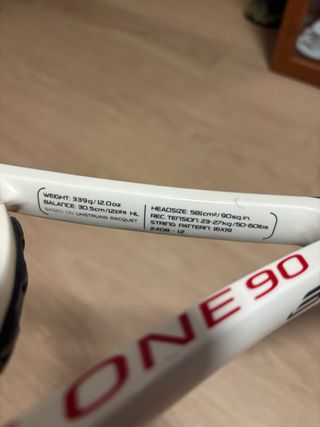 WEIGHT: 339g/12.0oz
BALANCE: 30.5cm/12pts HL
BASED ON UNSTRUNG RACQUET
HEADSIZE: 581cm²/90sq.in.
REC. TENSION: 23-27kg/50-60lbs
STRING PATTERN: 16X19
2408 - 12
ONE 90